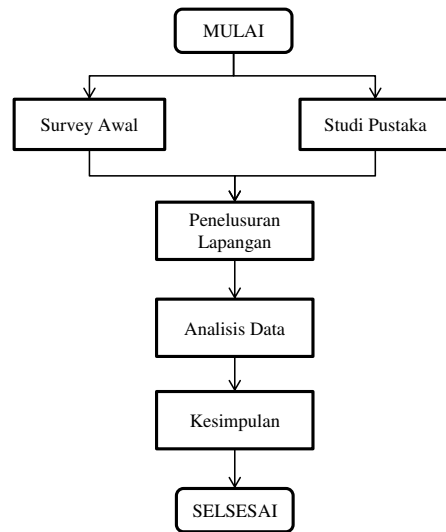 MULAI
Survey Awal
Studi Pustaka
Penelusuran
Lapangan
Analisis Data
Kesimpulan
SELSESAI